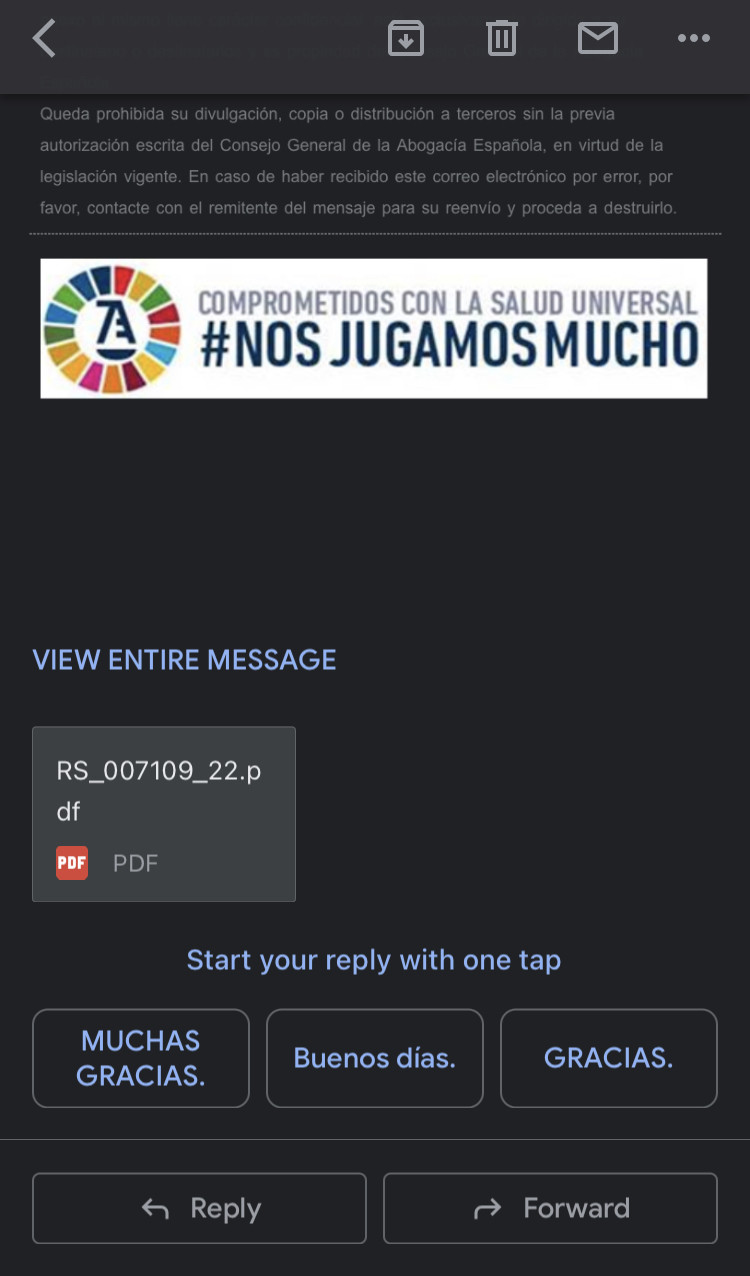 Queda prohibida su divulgación, copia o distribución a terceros sin la previa
autorización escrita del Consejo General de la Abogacía Española, en virtud de la
legislación vigente. En caso de haber recibido este correo electrónico por error, por
favor, contacte con el remitente del mensaje para su reenvío y proceda a destruirlo.
COMPROMETIDOS CON LA SALUD UNIVERSAL
#NOS JUGAMOS MUCHO
VIEW ENTIRE MESSAGE
RS_007109_22.p
df
PDF PDF
Start your reply with one tap
MUCHAS
GRACIAS.
Buenos días.
GRACIAS.
Reply
Forward